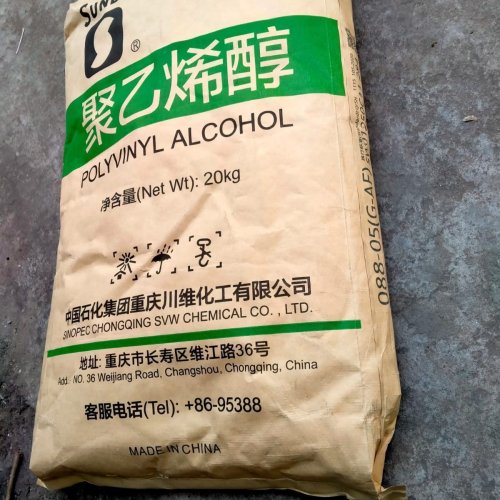 ®
聚乙烯醇
POLYVINYL ALCOHOL
净含量(Net Wt): 20kg
中国石化集团重庆川维化工有限公司
SINOPEC CHONGQING SVW CHEMICAL CO., LTD.
地址: 重庆市长寿区维江路36号
Add: NO. 36 Weijiang Road, Changshou, Chongqing, China
客服电话(Tel): +86-95388
MADE IN CHINA
088-05(G-AF)